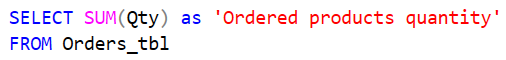 SELECT SUM(Qty) as 'Ordered products quantity'
FROM Orders_tbl